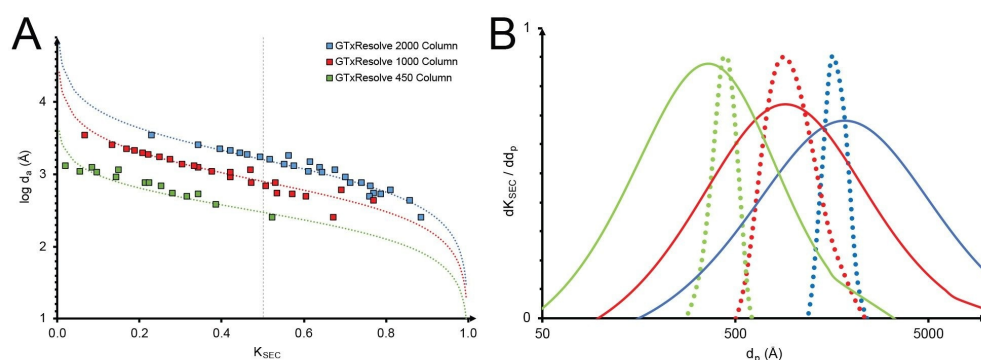 A
GTxResolve 2000 Column
GTxResolve 1000 Column
GTxResolve 450 Column
log dₐ (Å)
4
3
2
1
0.0
0.2
0.4
0.6
0.8
1.0
K_SEC
B
dK_SEC / dd_p
1
0
50
500
5000
d_p (Å)